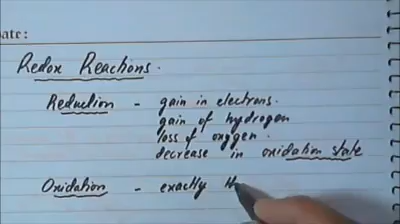 ate:
Redox Reactions.
Reduction - gain in electrons.
gain of hydrogen
loss of oxygen.
decrease in oxidation state
Oxidation - exactly